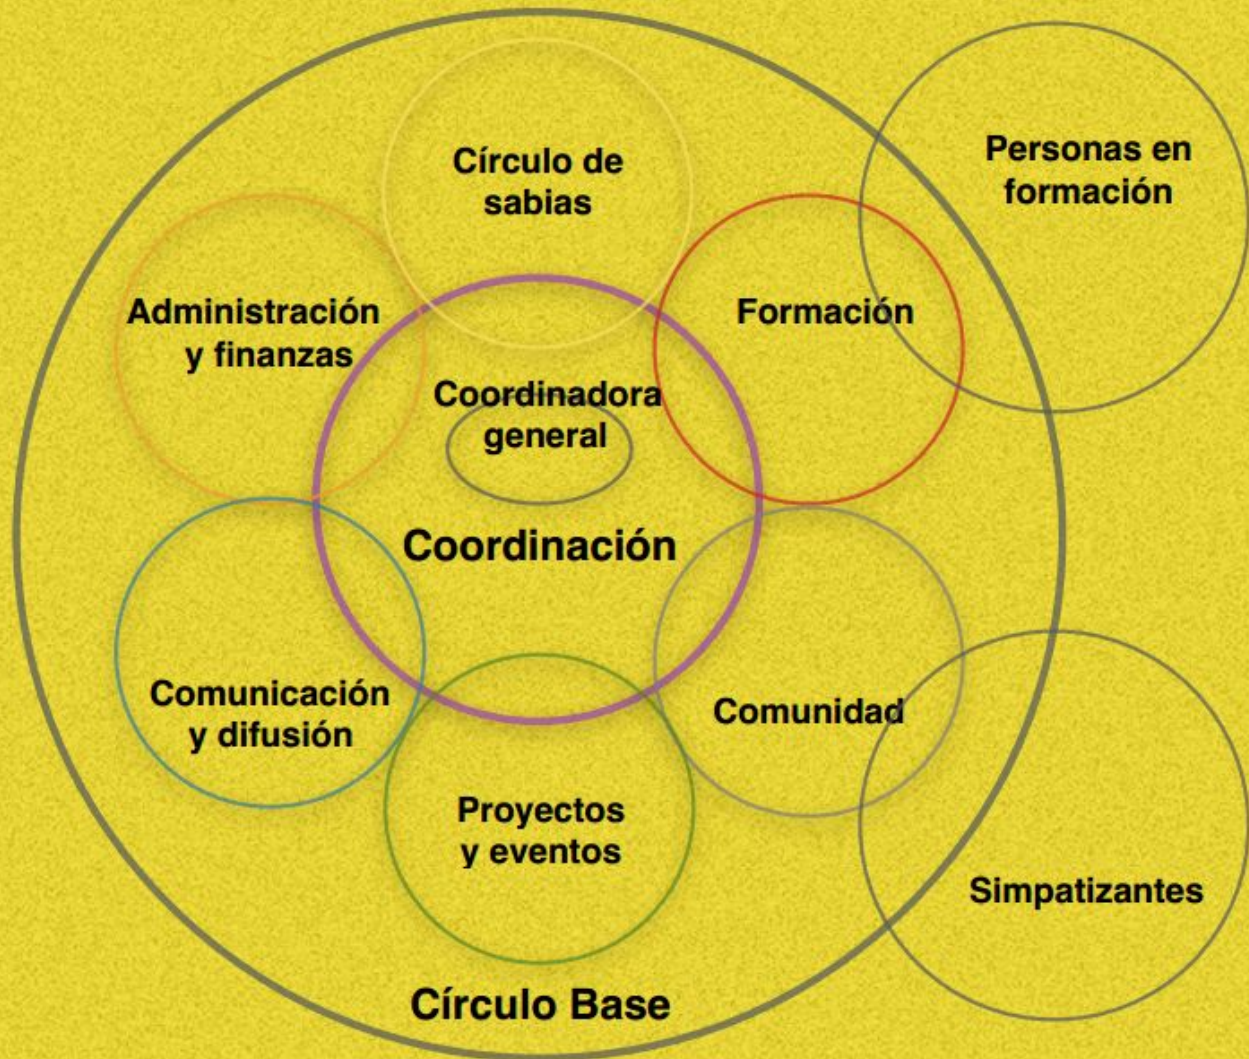 Círculo de
sabias
Personas en
formación
Administración
y finanzas
Formación
Coordinadora
general
Coordinación
Comunicación
y difusión
Comunidad
Proyectos
y eventos
Simpatizantes
Círculo Base